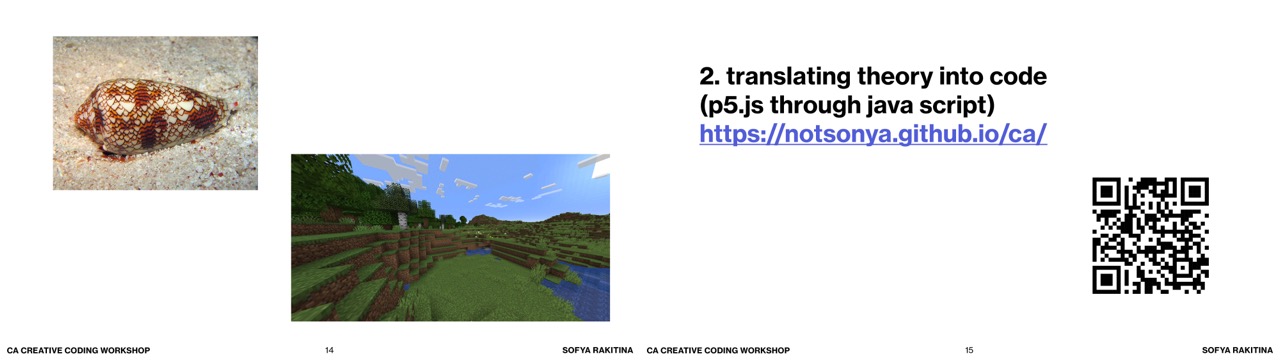 CA CREATIVE CODING WORKSHOP
14
SOFYA RAKITINA
2. translating theory into code
(p5.js through java script)
https://notsonya.github.io/ca/
CA CREATIVE CODING WORKSHOP
15
SOFYA RAKITINA